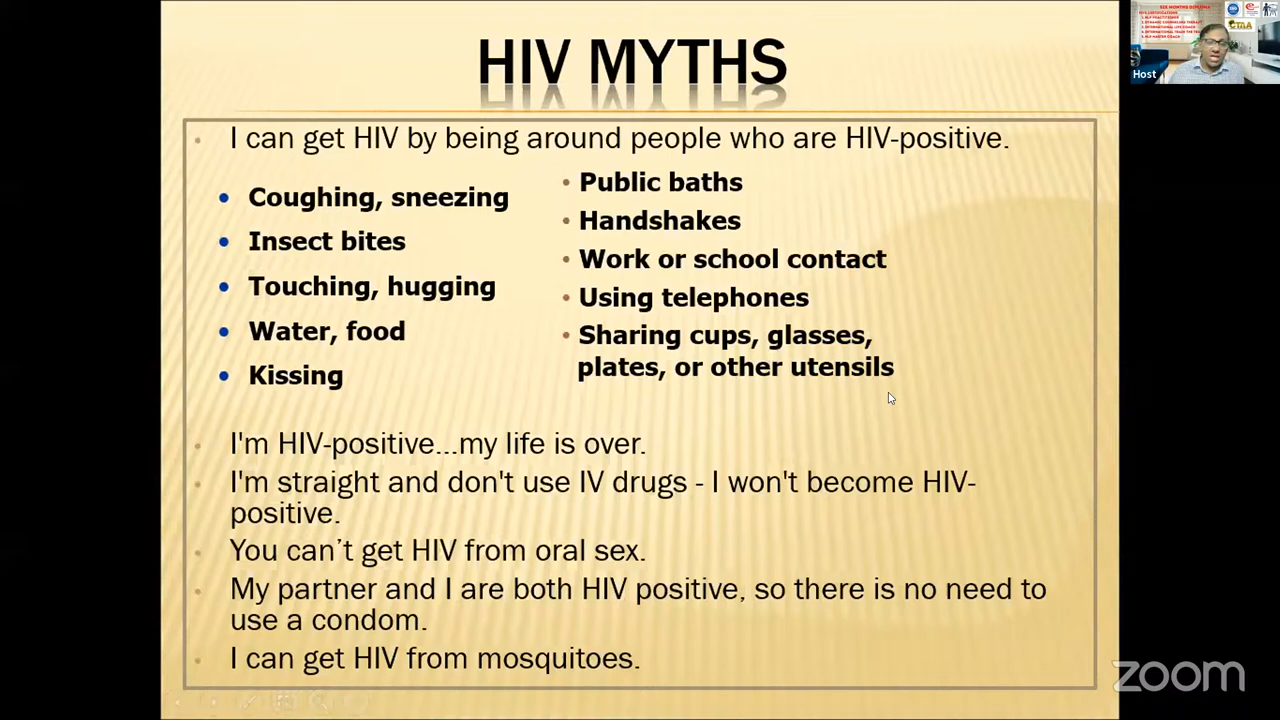 HIV MYTHS
I can get HIV by being around people who are HIV-positive.
• Coughing, sneezing
• Insect bites
• Touching, hugging
• Water, food
• Kissing
• Public baths
• Handshakes
• Work or school contact
• Using telephones
• Sharing cups, glasses,
plates, or other utensils
I'm HIV-positive...my life is over.
I'm straight and don't use IV drugs - I won't become HIV-
positive.
You can’t get HIV from oral sex.
My partner and I are both HIV positive, so there is no need to
use a condom.
I can get HIV from mosquitoes.
Host
SIX MONTHS DIPLOMA
zoom